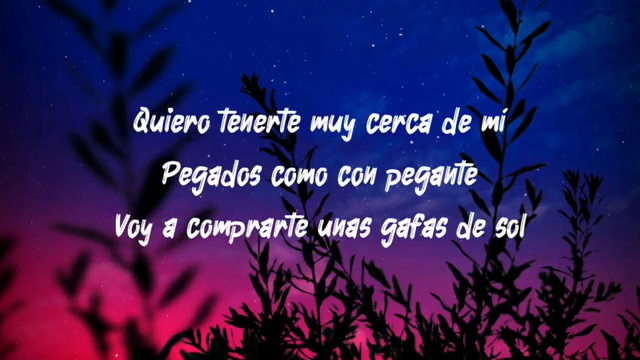 Quiero tenerte muy cerca de mí
Pegados como con pegante
Voy a comprarte unas gafas de sol